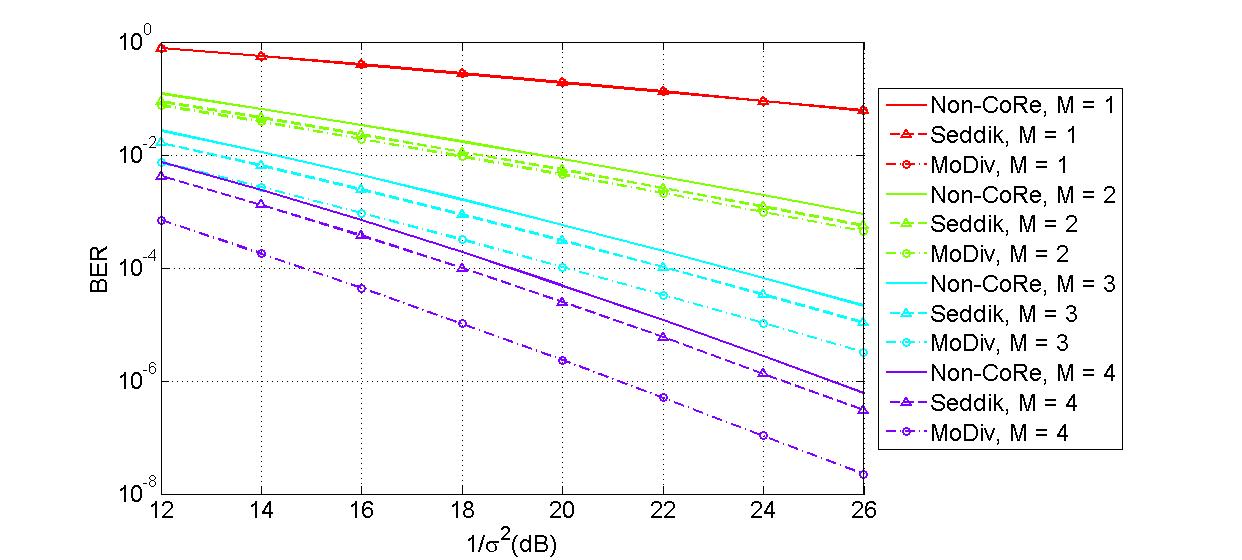 10^0
10^-2
10^-4
10^-6
10^-8
BER
12 14 16 18 20 22 24 26
1/σ^2(dB)
Non-CoRe, M = 1
Seddik, M = 1
MoDiv, M = 1
Non-CoRe, M = 2
Seddik, M = 2
MoDiv, M = 2
Non-CoRe, M = 3
Seddik, M = 3
MoDiv, M = 3
Non-CoRe, M = 4
Seddik, M = 4
MoDiv, M = 4